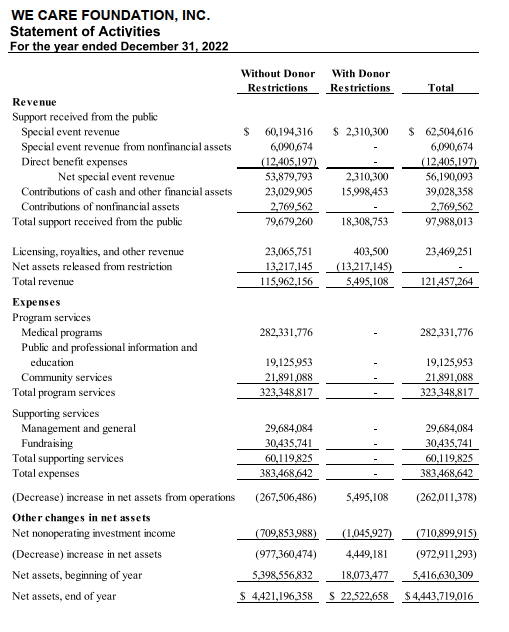 WE CARE FOUNDATION, INC.
Statement of Activities
For the year ended December 31, 2022
Without Donor With Donor
Restrictions Restrictions Total
Revenue
Support received from the public
Special event revenue $ 60,194,316 $ 2,310,300 $ 62,504,616
Special event revenue from nonfinancial assets 6,090,674 - 6,090,674
Direct benefit expenses (12,405,197) - (12,405,197)
Net special event revenue 53,879,793 2,310,300 56,190,093
Contributions of cash and other financial assets 23,029,905 15,998,453 39,028,358
Contributions of nonfinancial assets 2,769,562 - 2,769,562
Total support received from the public 79,679,260 18,308,753 97,988,013
Licensing, royalties, and other revenue 23,065,751 403,500 23,469,251
Net assets released from restriction 13,217,145 (13,217,145) -
Total revenue 115,962,156 5,495,108 121,457,264
Expenses
Program services
Medical programs 282,331,776 - 282,331,776
Public and professional information and
education 19,125,953 - 19,125,953
Community services 21,891,088 - 21,891,088
Total program services 323,348,817 - 323,348,817
Supporting services
Management and general 29,684,084 - 29,684,084
Fundraising 30,435,741 - 30,435,741
Total supporting services 60,119,825 - 60,119,825
Total expenses 383,468,642 - 383,468,642
(Decrease) increase in net assets from operations (267,506,486) 5,495,108 (262,011,378)
Other changes in net assets
Net nonoperating investment income (709,853,988) (1,045,927) (710,899,915)
(Decrease) increase in net assets (977,360,474) 4,449,181 (972,911,293)
Net assets, beginning of year 5,398,556,832 18,073,477 5,416,630,309
Net assets, end of year $ 4,421,196,358 $ 22,522,658 $ 4,443,719,016